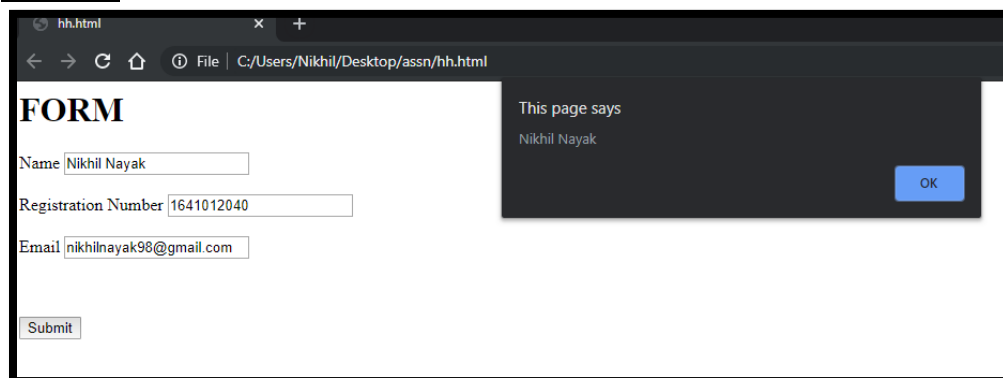 hh.html
File | C:/Users/Nikhil/Desktop/assn/hh.html
FORM
This page says
Nikhil Nayak
OK
Name Nikhil Nayak
Registration Number 1641012040
Email nikhilnayak98@gmail.com
Submit